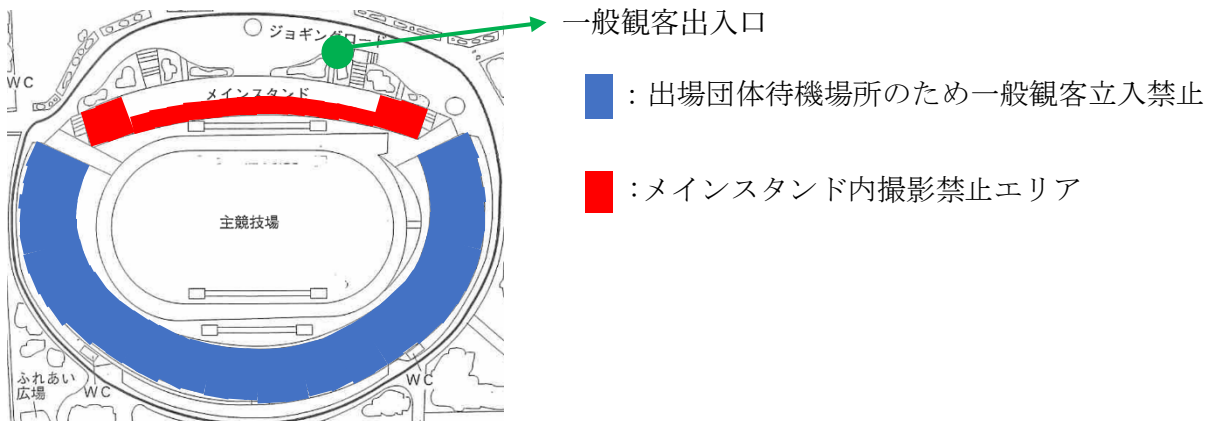 一般観客出入口
ジョギングロード
WC
メインスタンド
：出場団体待機場所のため一般観客立入禁止
：メインスタンド内撮影禁止エリア
主競技場
ふれあい
広場
WC
WC